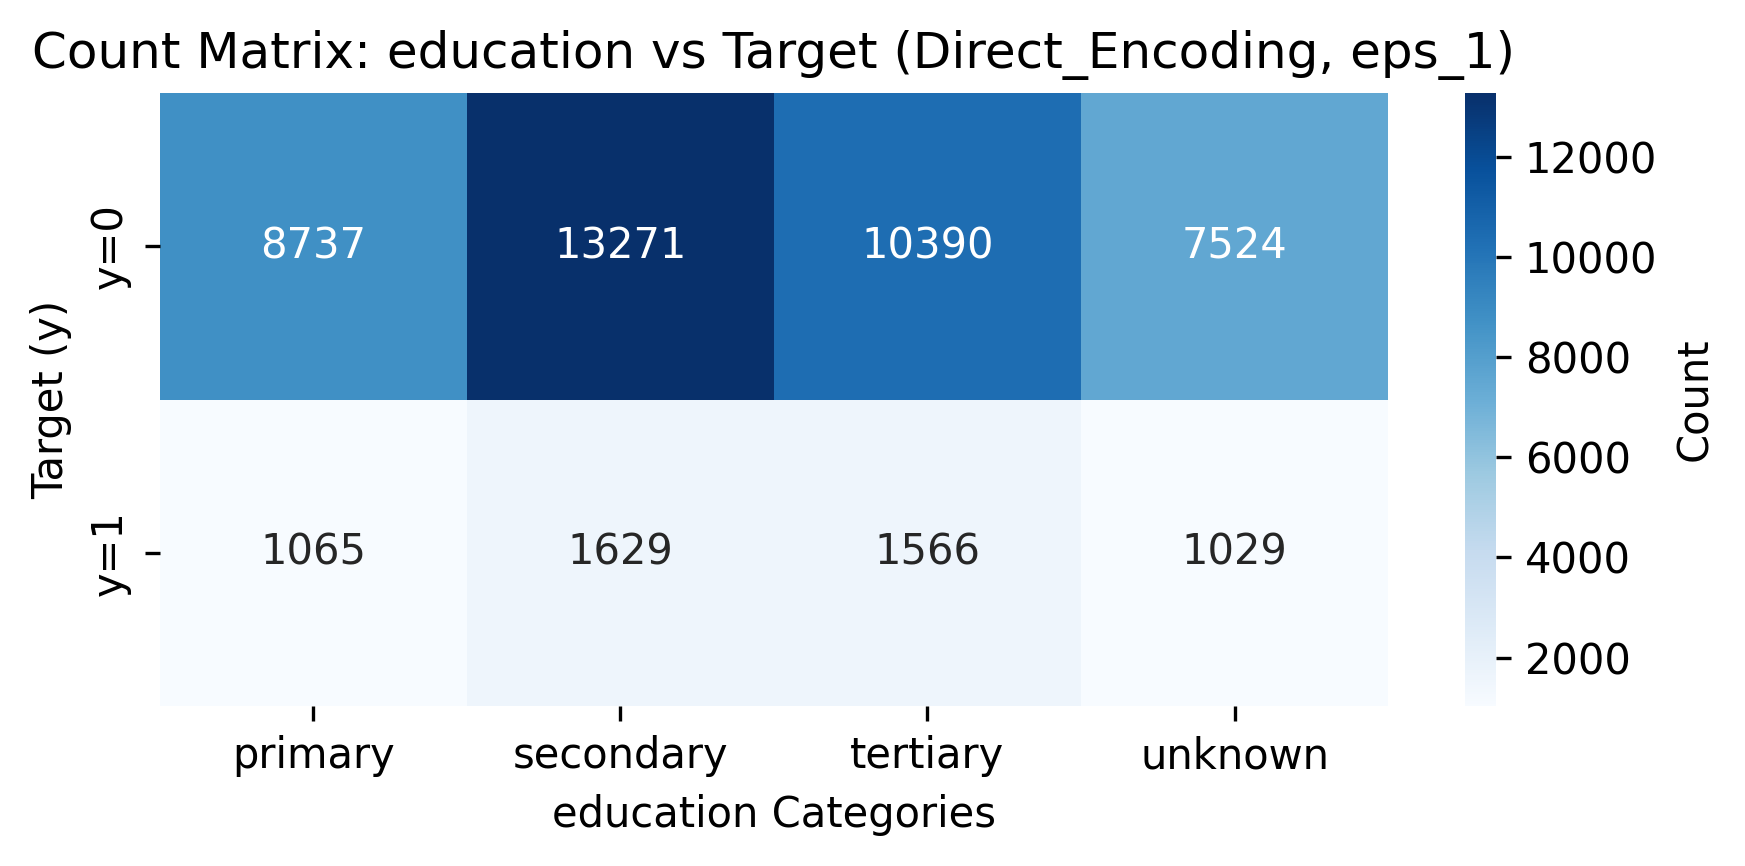 Count Matrix: education vs Target (Direct_Encoding, eps_1)
Target (y)
y=0
8737 13271 10390 7524
y=1
1065 1629 1566 1029
primary secondary tertiary unknown
education Categories
12000
10000
8000
6000
4000
2000
Count